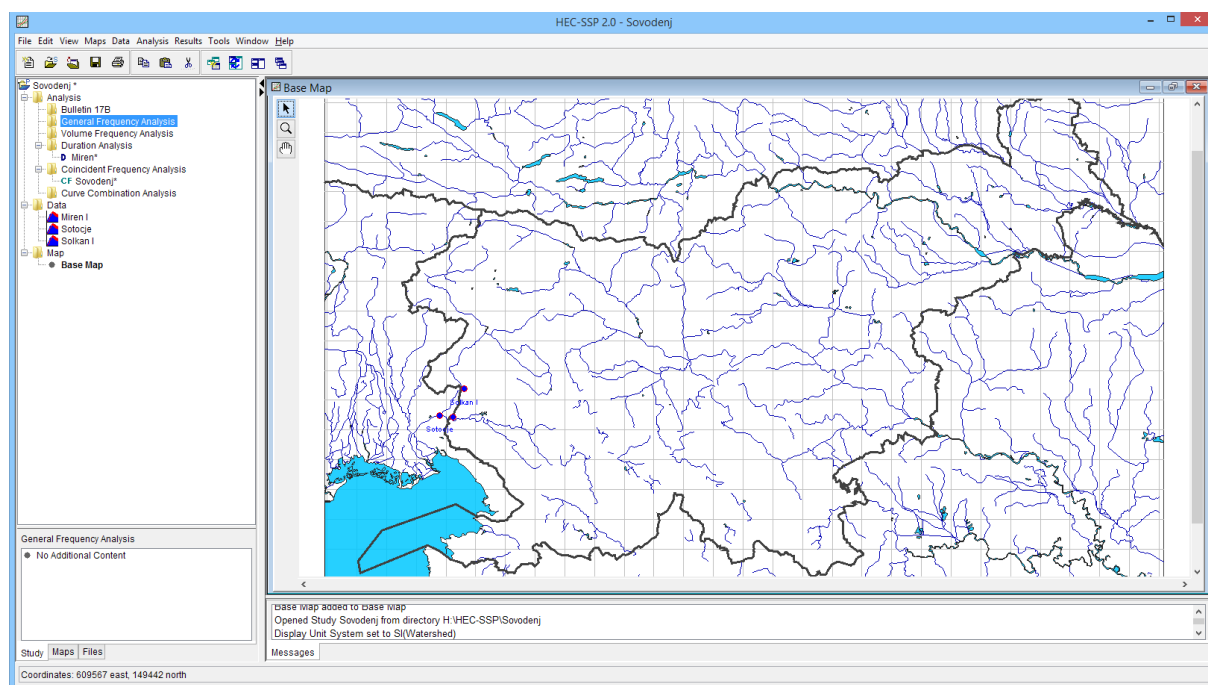 HEC-SSP 2.0 - Sovodenj
File Edit View Maps Data Analysis Results Tools Window Help
Sovodenj *
Analysis
Bulletin 17B
General Frequency Analysis
Volume Frequency Analysis
Duration Analysis
D Miren*
Coincident Frequency Analysis
CF Sovodenj*
Curve Combination Analysis
Data
Miren I
Sotocje
Solkan I
Map
Base Map
General Frequency Analysis
No Additional Content
Study Maps Files
Base Map
Solkan I
Sotocje
Base Map added to Base Map
Opened Study Sovodenj from directory H:\HEC-SSP\Sovodenj
Display Unit System set to SI(Watershed)
Messages
Coordinates: 609567 east, 149442 north